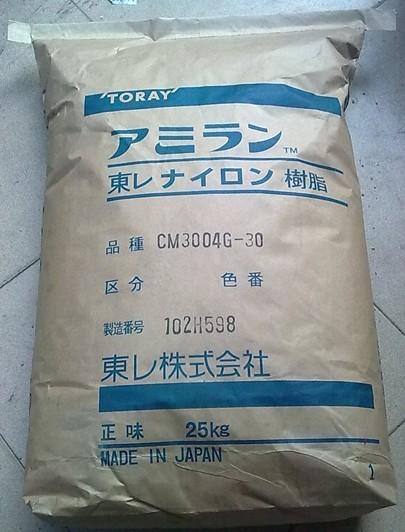 TORAY
アミラン™
東レナイロン樹脂
品種 CM3004G-30
区分 色番
製造番号 102H598
東レ株式会社
正味 25kg
MADE IN JAPAN
1